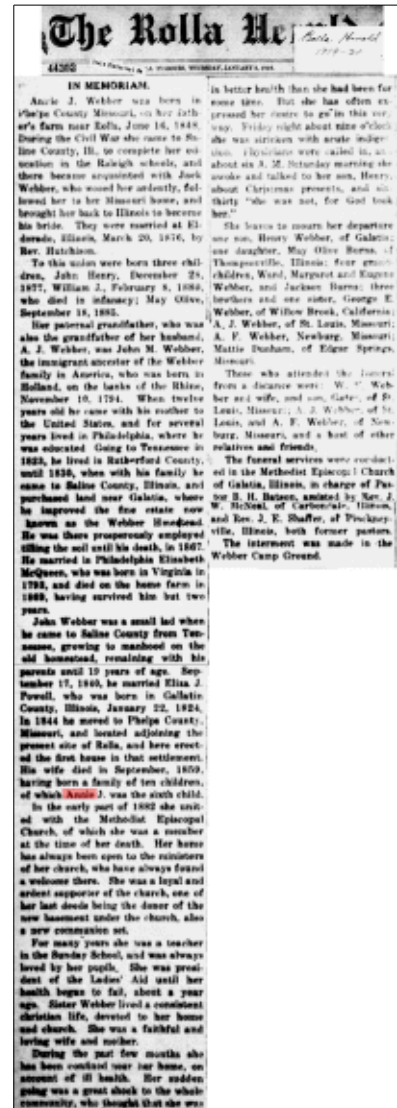 The Rolla Herald
Rolla Herald
1919-21
44362
IN MEMORIAM.
Annie J. Webber was born in
Phelps County Missouri, on her fath-
er's farm near Rolla, June 16, 1848.
During the Civil War she came to Sa-
line County, Ill., to complete her ed-
ucation in the Raleigh schools, and
there became acquainted with Jack
Webber, who wooed her ardently, fol-
lowed her to her Missouri home, and
brought her back to Illinois to become
his bride. They were married at El-
dorado, Illinois, March 20, 1876, by
Rev. Hutchison.
To this union were born three chil-
dren, John Henry, December 28,
1877, William J., February 8, 1880,
who died in infamacy; May Olive,
September 18, 1883.
Her paternal grandfather, who was
also the grandfather of her husband,
A. J. Webber, was John M. Webber,
the immigrant ancestor of the Webber
family in America, who was born in
Holland, on the banks of the Rhine,
November 10, 1794. When twelve
years old he came with his mother to
the United States, and for several
years lived in Philadelphia, where he
was educated Going to Tennessee in
1823, he lived in Rutherford County,
until 1836, when with his family he
came to Saline County, Illinois, and
purchased land near Galatia, where
he improved the fine estate now
known as the Webber Homestead.
He was there prosperously employed
tilling the soil until his death, in 1867.
He married in Philadelphia Elizabeth
McQueen, who was born in Virginia in
1793, and died on the home farm in
1869, having survived him but two
years.
John Webber was a small lad when
he came to Saline County from Ten-
nessee, growing to manhood on the
old homestead, remaining with his
parents until 19 years of age. Sep-
tember 17, 1840, he married Eliza J.
Powell, who was born in Gallatin
County, Illinois, January 22, 1824.
In 1844 he moved to Phelps County,
Missouri, and located adjoining the
present site of Rolla, and here erect-
ed the first house in that settlement.
His wife died in September, 1859,
having born a family of ten children,
of which Annie J. was the sixth child.
In the early part of 1882 she unit-
ed with the Methodist Episcopal
Church, of which she was a member
at the time of her death. Her home
has always been open to the ministers
of her church, who have always found
a welcome there. She was a loyal and
ardent supporter of the church, one of
her last deeds being the donor of the
new basement under the church, also
a new communion set.
For many years she was a teacher
in the Sunday School, and was always
loved by her pupils. She was presi-
dent of the Ladies' Aid until her
health began to fail, about a year
ago. Sister Webber lived a consistent
christian life, devoted to her home
and church. She was a faithful and
loving wife and mother.
During the past few months she
has been confined near her home, on
account of ill health. Her sudden
going was a great shock to the whole
community, who thought that she was
in better health than she had been for
some time. But she has often ex-
pressed her desire to go in this very
way. Friday night about nine o'clock
she was stricken with acute indiges-
tion. Physicians were called in, and
about six A. M. Saturday morning she
awoke and talked to her son, Henry,
about Christmas presents, and six-
thirty "she was not, for God took
her."
She leaves to mourn her departure
one son, Henry Webber, of Galatia;
one daughter, May Olive Burns, of
Thompsonville, Illinois; four grand-
children, Ward, Margaret and Eugene
Webber, and Jackson Burns; three
brothers and one sister, George E.
Webber, of Willow Brook, California;
A. J. Webber, of St. Louis, Missouri;
A. F. Webber, Newburg, Missouri;
Mattie Dunham, of Edgar Springs,
Missouri.
Those who attended the funeral
from a distance were: W. Web-
ber and wife, and son, of St.
Louis, Missouri; A. J. Webber, of St.
Louis, and A. F. Webber, of New-
burg, Missouri, and a host of other
relatives and friends.
The funeral services were conduct-
ed in the Methodist Episcopal Church
of Galatia, Illinois, in charge of Pas-
tor B. H. Batson, assisted by Rev. J.
W. McNeal, of Carbondale, Illinois,
and Rev. J. E. Shaffer, of Pinckney-
ville, Illinois, both former pastors.
The interment was made in the
Webber Camp Ground.